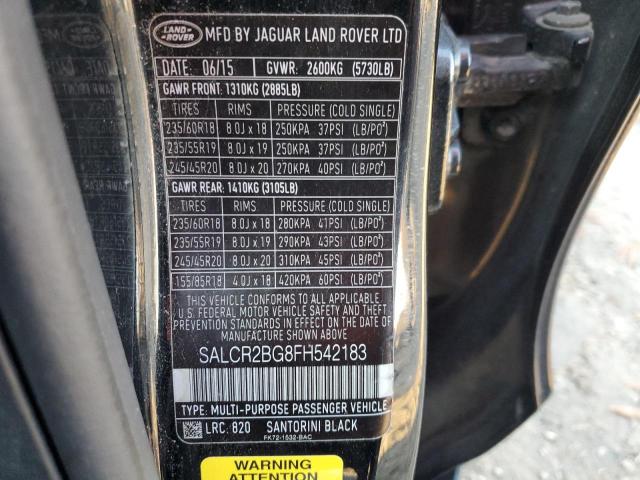 LAND-ROVER
MFD BY JAGUAR LAND ROVER LTD
DATE: 06/15 GVWR: 2600KG (5730LB)
GAWR FRONT: 1310KG (2885LB)
TIRES RIMS PRESSURE (COLD SINGLE)
235/60R18 8.0J x 18 250KPA 37PSI (LB/PO²)
235/55R19 8.0J x 19 250KPA 37PSI (LB/PO²)
245/45R20 8.0J x 20 270KPA 40PSI (LB/PO²)
GAWR REAR: 1410KG (3105LB)
TIRES RIMS PRESSURE (COLD SINGLE)
235/60R18 8.0J x 18 280KPA 41PSI (LB/PO²)
235/55R19 8.0J x 19 290KPA 43PSI (LB/PO²)
245/45R20 8.0J x 20 310KPA 45PSI (LB/PO²)
155/85R18 4.0J x 18 420KPA 60PSI (LB/PO²)
THIS VEHICLE CONFORMS TO ALL APPLICABLE
U.S. FEDERAL MOTOR VEHICLE SAFETY AND THEFT
PREVENTION STANDARDS IN EFFECT ON THE DATE
OF MANUFACTURE SHOWN ABOVE
SALCR2BG8FH542183
TYPE: MULTI-PURPOSE PASSENGER VEHICLE
LRC: 820 SANTORINI BLACK
FK72-1532-BAC
WARNING
ATTENTION